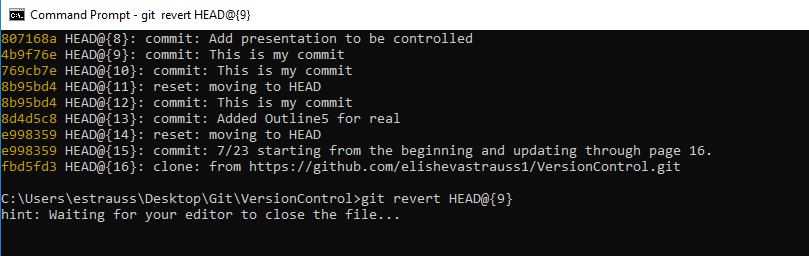 Command Prompt - git  revert HEAD@{9}
807168a HEAD@{8}: commit: Add presentation to be controlled
4b9f76e HEAD@{9}: commit: This is my commit
769cb7e HEAD@{10}: commit: This is my commit
8b95bd4 HEAD@{11}: reset: moving to HEAD
8b95bd4 HEAD@{12}: commit: This is my commit
8d4d5c8 HEAD@{13}: commit: Added Outline5 for real
e998359 HEAD@{14}: reset: moving to HEAD
e998359 HEAD@{15}: commit: 7/23 starting from the beginning and updating through page 16.
fbd5fd3 HEAD@{16}: clone: from https://github.com/elishevastrauss1/VersionControl.git
C:\Users\estrauss\Desktop\Git\VersionControl>git revert HEAD@{9}
hint: Waiting for your editor to close the file...